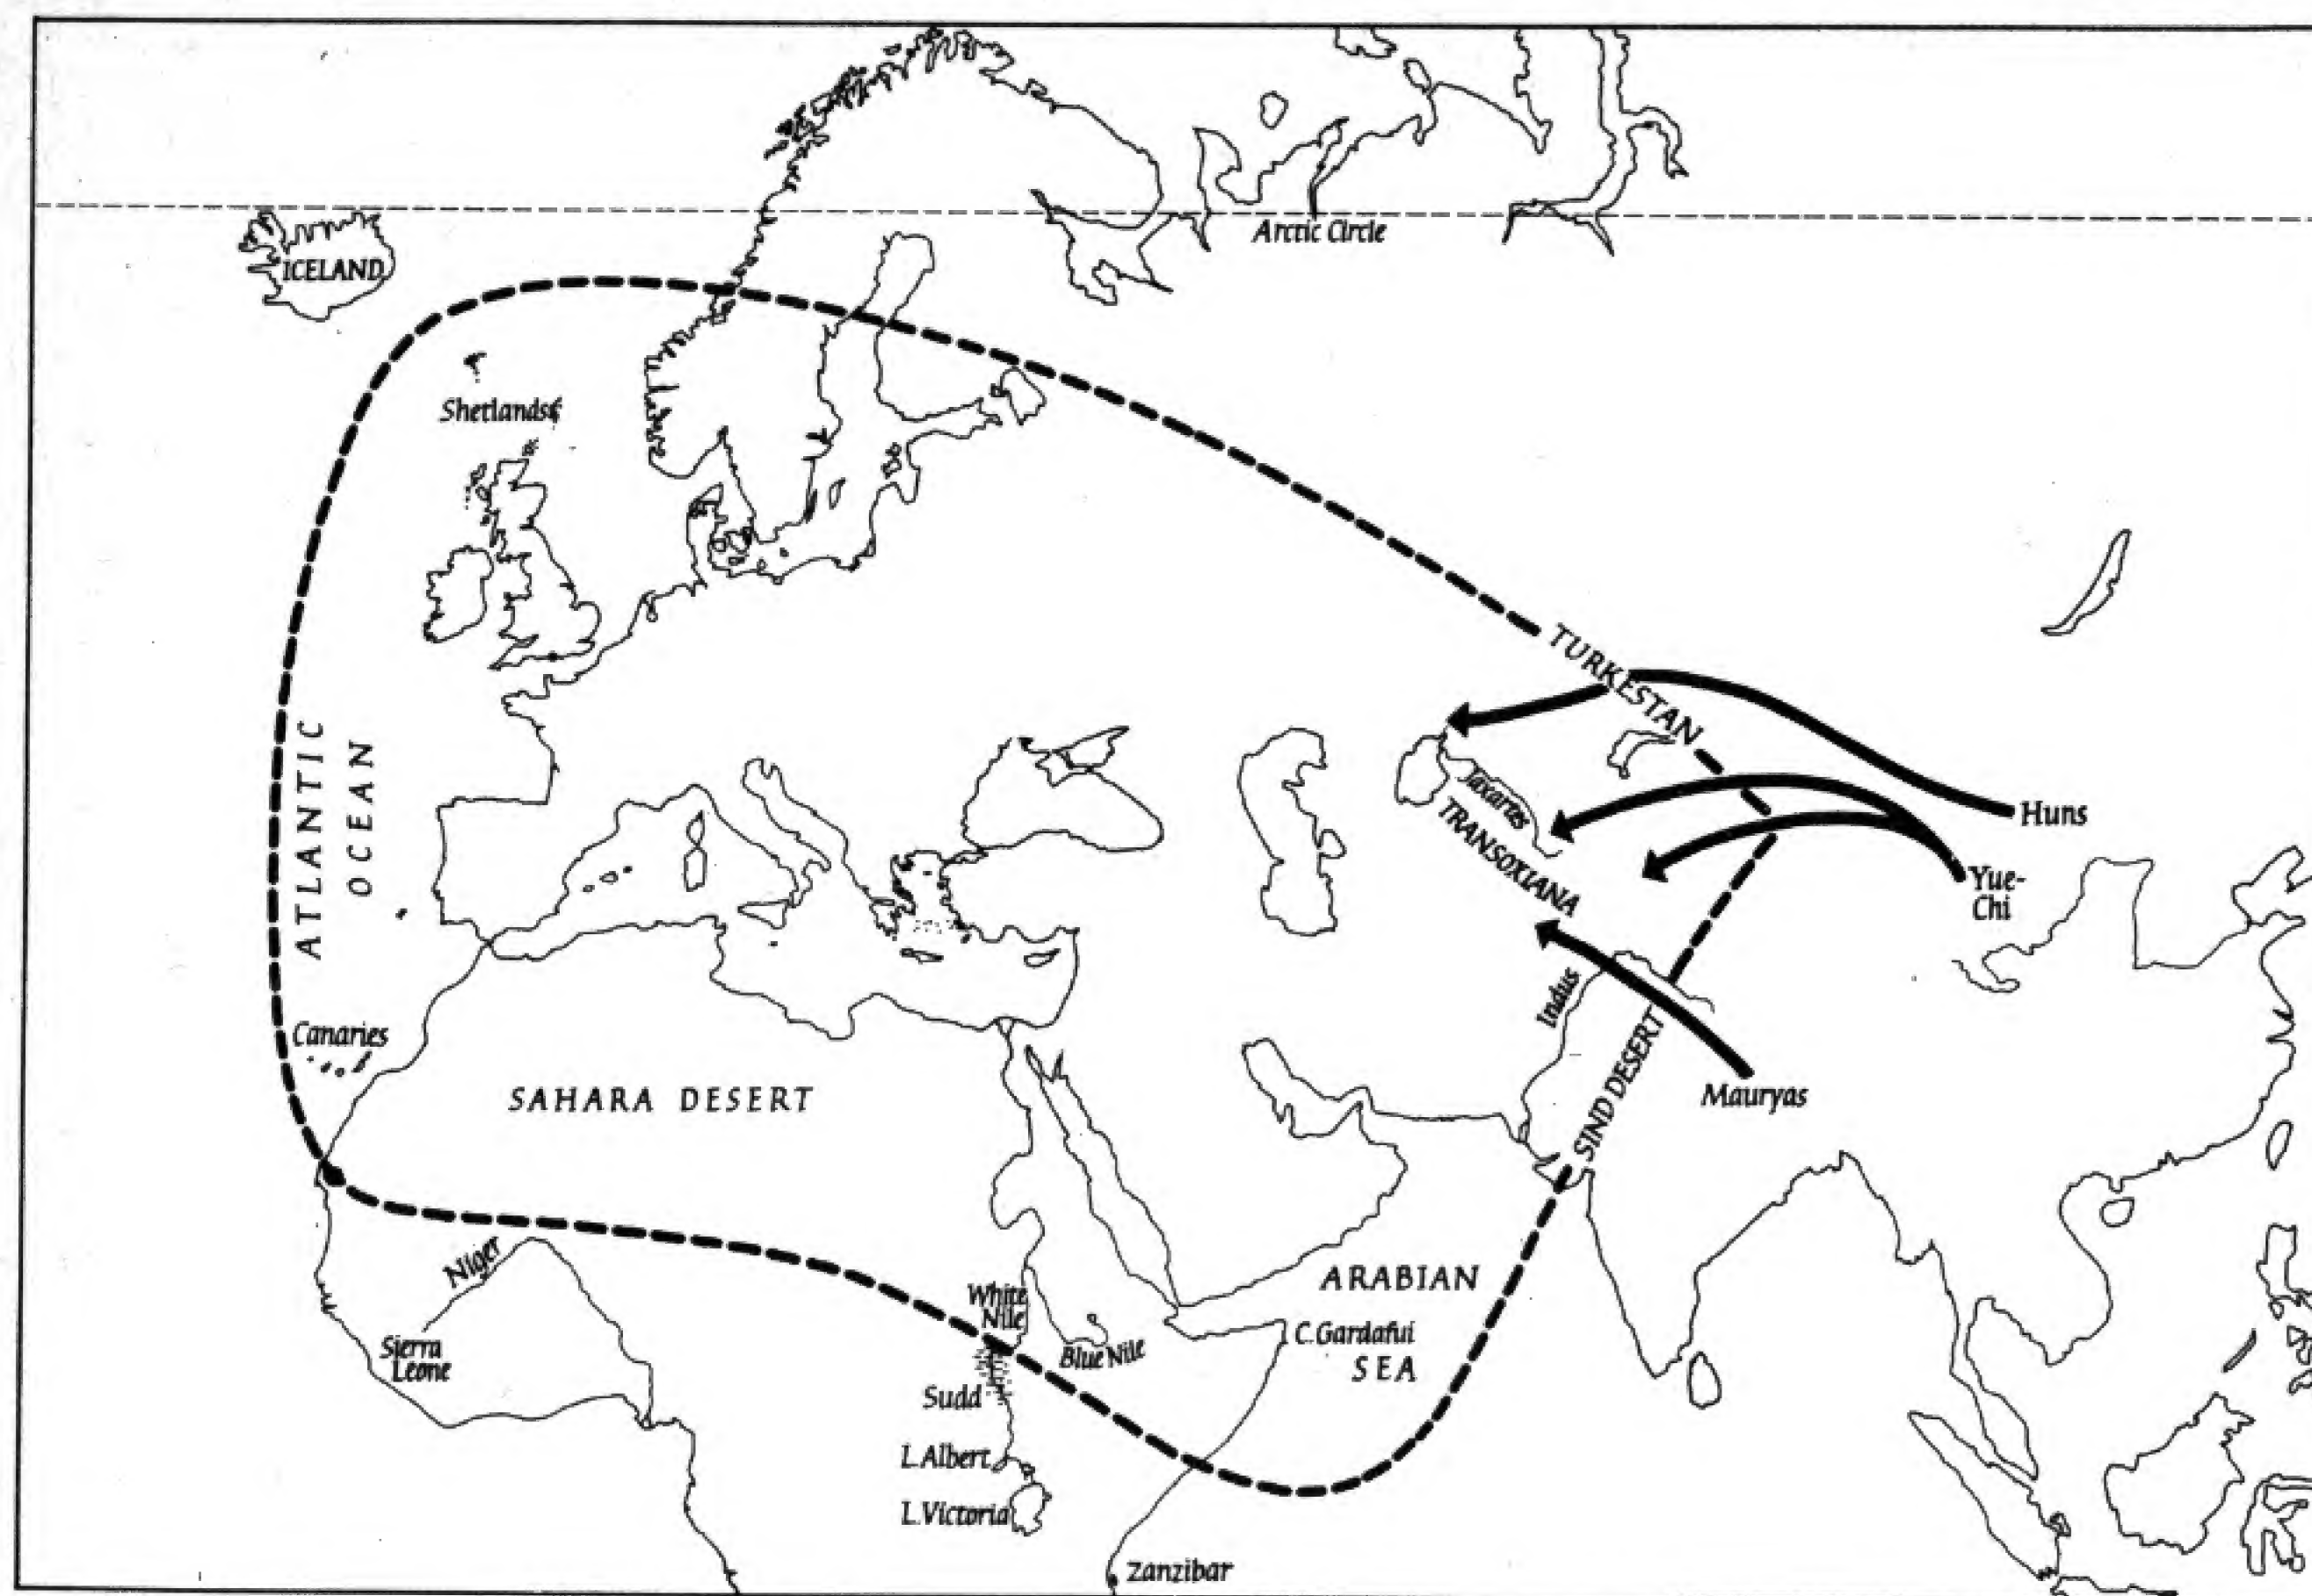 Arctic Circle
ICELAND
Shetlands
TURKESTAN
ATLANTIC
OCEAN
Jaxartes
TRANSOXIANA
Huns
Yue-
Chi
Indus
Canaries
SAHARA DESERT
SIND DESERT
Mauryas
Niger
White
Nile
ARABIAN
C.Gardafui
SEA
Blue Nile
Sierra
Leone
Sudd
L.Albert
L.Victoria
Zanzibar